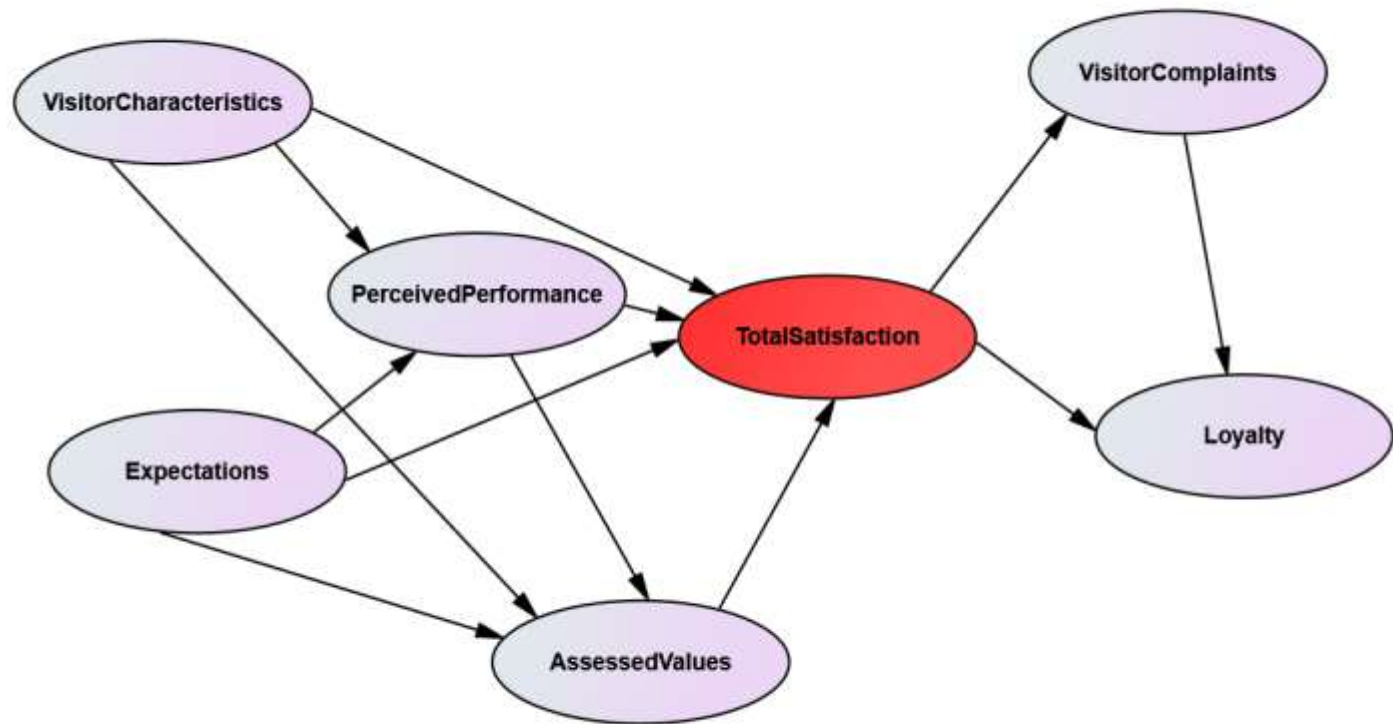 VisitorCharacteristics
VisitorComplaints
PerceivedPerformance
TotalSatisfaction
Expectations
Loyalty
AssessedValues